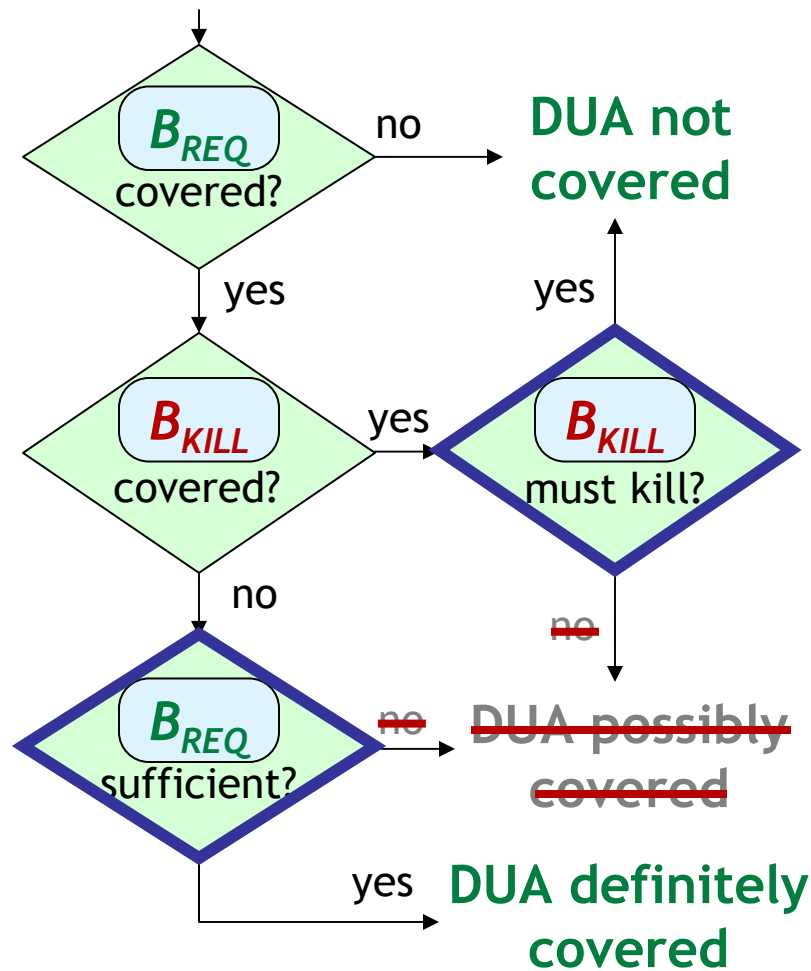 B_REQ
covered?
no
DUA not
covered
yes
yes
B_KILL
covered?
yes
B_KILL
must kill?
no
no
B_REQ
sufficient?
no
DUA possibly
covered
yes
DUA definitely
covered